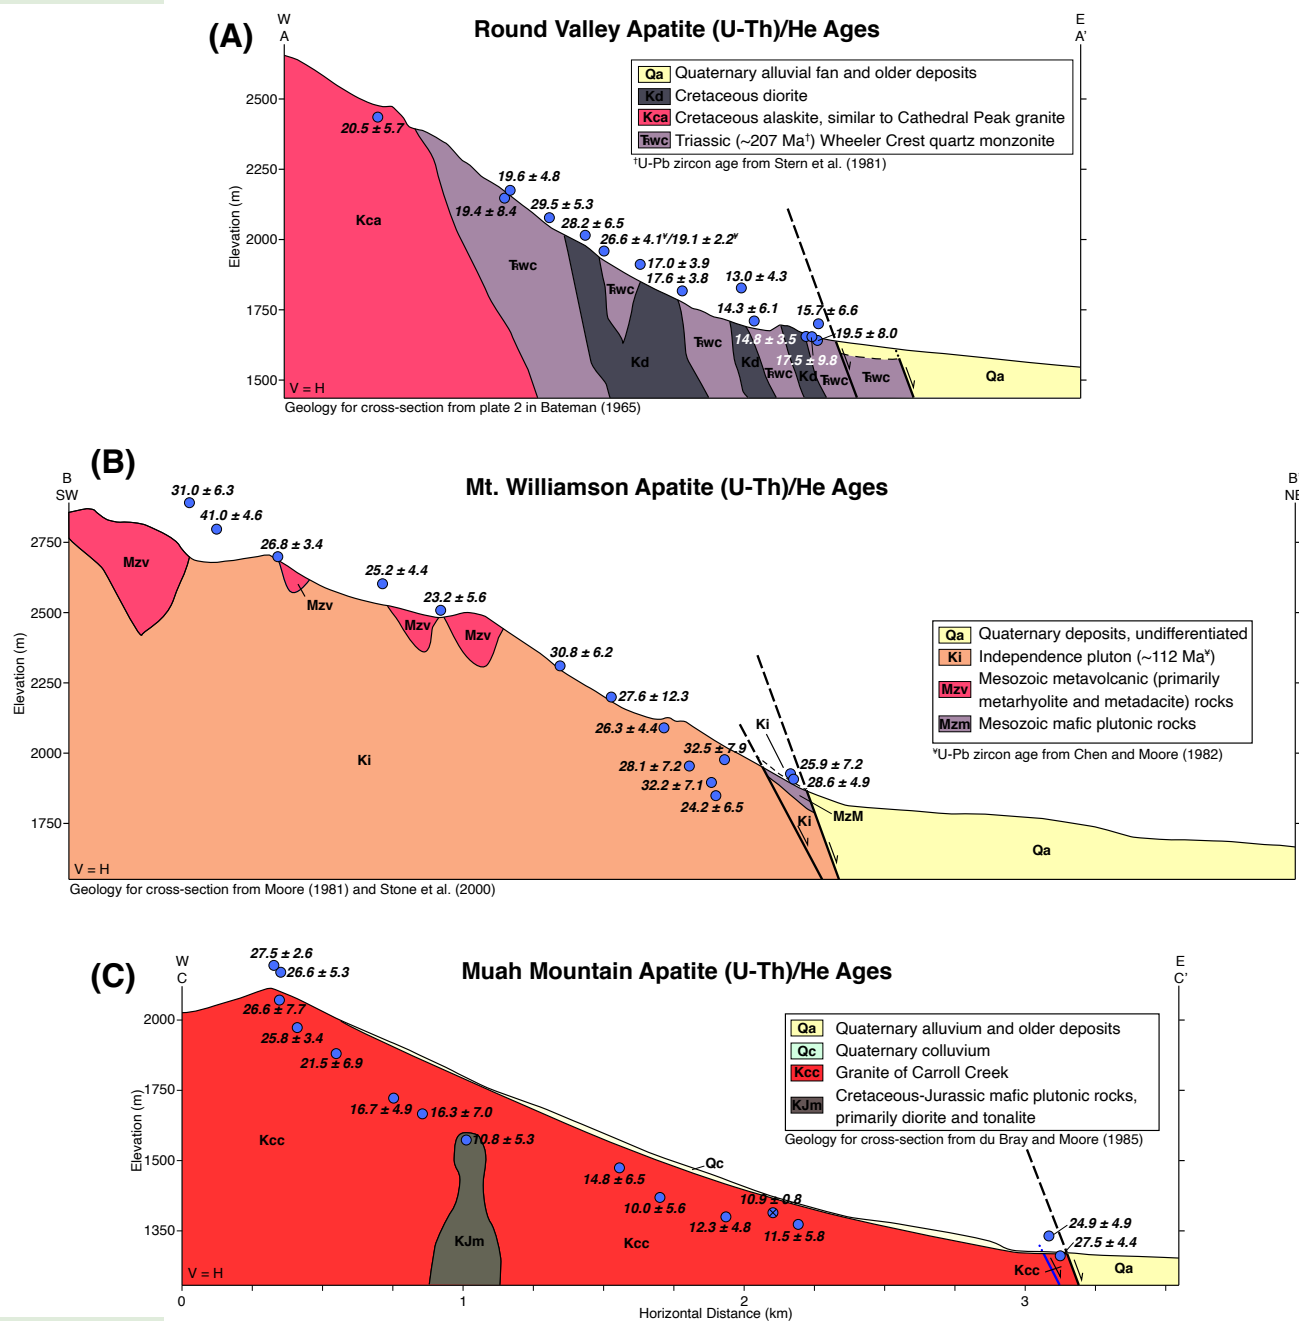 (A)
Round Valley Apatite (U-Th)/He Ages
W
A
E
A'
Elevation (m)
2500
2250
2000
1750
1500
Qa Quaternary alluvial fan and older deposits
Kd Cretaceous diorite
Kca Cretaceous alaskite, similar to Cathedral Peak granite
Trwc Triassic (~207 Ma†) Wheeler Crest quartz monzonite
†U-Pb zircon age from Stern et al. (1981)
20.5 ± 5.7
19.6 ± 4.8
19.4 ± 8.4
29.5 ± 5.3
28.2 ± 6.5
26.6 ± 4.1¥/19.1 ± 2.2¥
17.0 ± 3.9
17.6 ± 3.8
13.0 ± 4.3
14.3 ± 6.1
15.7 ± 6.6
14.8 ± 3.5
19.5 ± 8.0
17.5 ± 9.8
Kca
Trwc
Trwc
Kd
Trwc
Kd
Trwc
Kd
Trwc
Trwc
Qa
V = H
Geology for cross-section from plate 2 in Bateman (1965)
(B)
Mt. Williamson Apatite (U-Th)/He Ages
B
SW
B'
NE
Elevation (m)
2750
2500
2250
2000
1750
31.0 ± 6.3
41.0 ± 4.6
26.8 ± 3.4
25.2 ± 4.4
23.2 ± 5.6
30.8 ± 6.2
27.6 ± 12.3
26.3 ± 4.4
32.5 ± 7.9
28.1 ± 7.2
32.2 ± 7.1
24.2 ± 6.5
25.9 ± 7.2
28.6 ± 4.9
Mzv
Mzv
Mzv
Mzv
Ki
Ki
Ki
MzM
Qa
Qa Quaternary deposits, undifferentiated
Ki Independence pluton (~112 Ma¥)
Mzv Mesozoic metavolcanic (primarily
metarhyolite and metadacite) rocks
Mzm Mesozoic mafic plutonic rocks
¥U-Pb zircon age from Chen and Moore (1982)
V = H
Geology for cross-section from Moore (1981) and Stone et al. (2000)
(C)
Muah Mountain Apatite (U-Th)/He Ages
W
C
E
C'
Elevation (m)
2000
1750
1500
1350
27.5 ± 2.6
26.6 ± 5.3
26.6 ± 7.7
25.8 ± 3.4
21.5 ± 6.9
16.7 ± 4.9
16.3 ± 7.0
10.8 ± 5.3
14.8 ± 6.5
10.0 ± 5.6
12.3 ± 4.8
10.9 ± 0.8
11.5 ± 5.8
24.9 ± 4.9
27.5 ± 4.4
Kcc
KJm
Kcc
Qc
Kcc
Qa
Qa Quaternary alluvium and older deposits
Qc Quaternary colluvium
Kcc Granite of Carroll Creek
KJm Cretaceous-Jurassic mafic plutonic rocks,
primarily diorite and tonalite
Geology for cross-section from du Bray and Moore (1985)
V = H
0
1
2
3
Horizontal Distance (km)